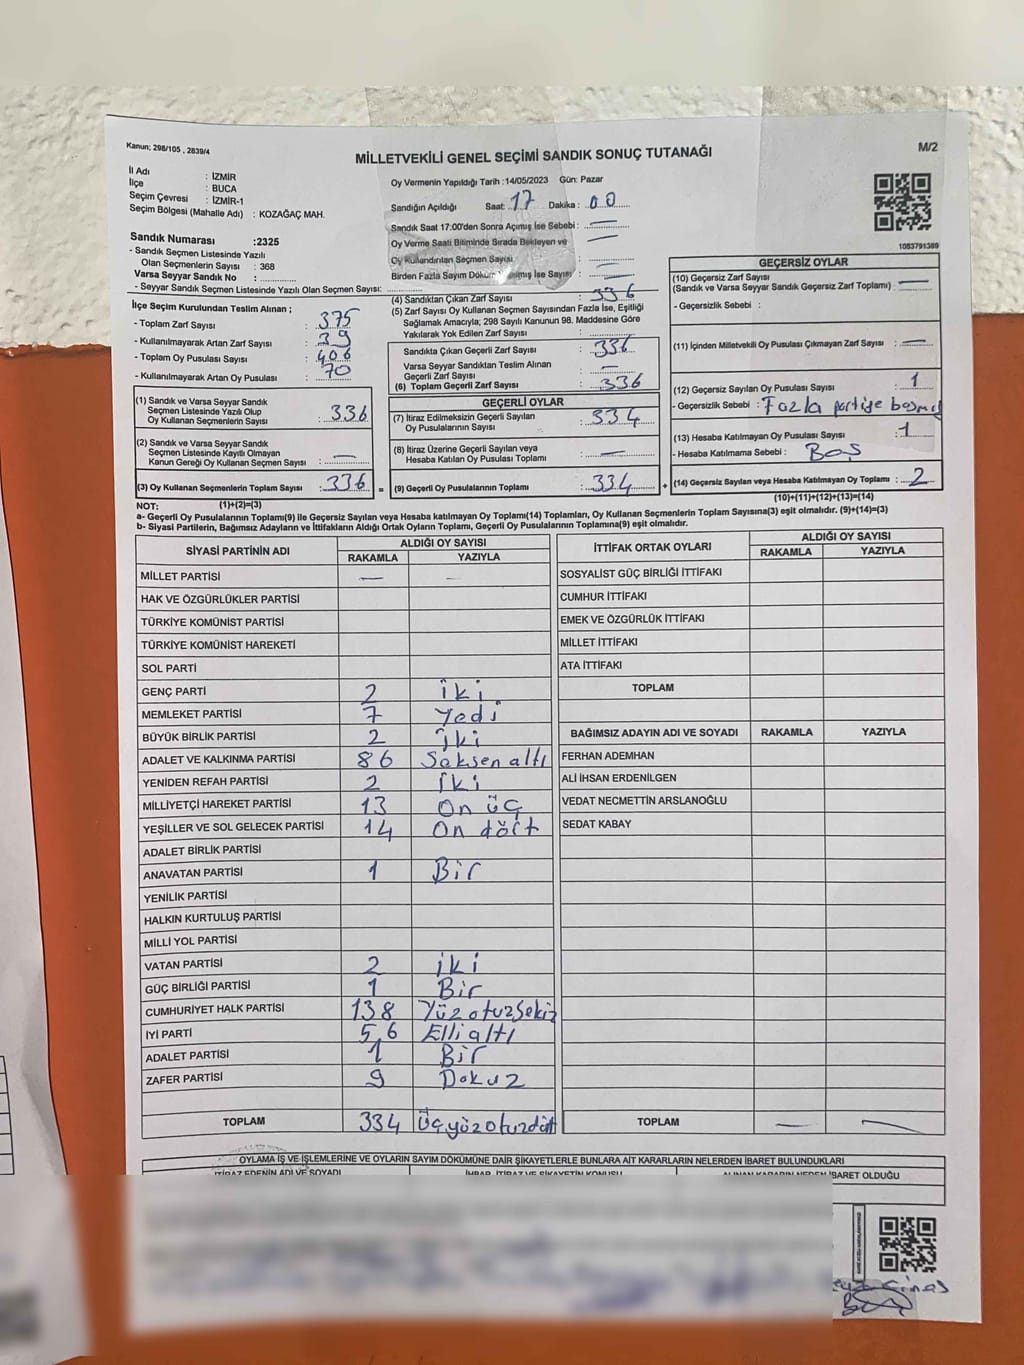 Kanun; 298/105 , 2839/4
MİLLETVEKİLİ GENEL SEÇİMİ SANDIK SONUÇ TUTANAĞI
M/2
İl Adı : İZMİR
İlçe : BUCA
Seçim Çevresi : İZMİR-1
Seçim Bölgesi (Mahalle Adı) : KOZAĞAÇ MAH.
Oy Vermenin Yapıldığı Tarih :14/05/2023 Gün: Pazar
Sandığın Açıldığı Saat: 17 Dakika : 00
Sandık Saat 17:00'den Sonra Açımış İse Sebebi : —
Oy Verme Saati Bitiminde Sırada Bekleyen ve
Oy Kullandırılan Seçmen Sayısı : —
Birden Fazla Sayım Döküm İse Sayısı : —
1083791389
Sandık Numarası :2325
- Sandık Seçmen Listesinde Yazılı
Olan Seçmenlerin Sayısı : 368
Varsa Seyyar Sandık No :
- Seyyar Sandık Seçmen Listesinde Yazılı Olan Seçmen Sayısı:
İlçe Seçim Kurulundan Teslim Alınan ;
- Toplam Zarf Sayısı : 375
- Kullanılmayarak Artan Zarf Sayısı : 39
- Toplam Oy Pusulası Sayısı : 406
- Kullanılmayarak Artan Oy Pusulası : 70
(1) Sandık ve Varsa Seyyar Sandık
Seçmen Listesinde Yazılı Olup
Oy Kullanan Seçmenlerin Sayısı : 336
(2) Sandık ve Varsa Seyyar Sandık
Seçmen Listesinde Kayıtlı Olmayan
Kanun Gereği Oy Kullanan Seçmen Sayısı : —
(3) Oy Kullanan Seçmenlerin Toplam Sayısı : 336 =
(1)+(2)=(3)
(4) Sandıktan Çıkan Zarf Sayısı : 336
(5) Zarf Sayısı Oy Kullanan Seçmen Sayısından Fazla İse, Eşitliği
Sağlamak Amacıyla; 298 Sayılı Kanunun 98. Maddesine Göre
Yakılarak Yok Edilen Zarf Sayısı :
Sandıkta Çıkan Geçerli Zarf Sayısı : 336
Varsa Seyyar Sandıktan Teslim Alınan
Geçerli Zarf Sayısı : —
(6) Toplam Geçerli Zarf Sayısı : 336
GEÇERLİ OYLAR
(7) İtiraz Edilmeksizin Geçerli Sayılan
Oy Pusulalarının Sayısı : 334
(8) İtiraz Üzerine Geçerli Sayılan veya
Hesaba Katılan Oy Pusulası Toplamı : —
(9) Geçerli Oy Pusulalarının Toplamı : 334 +
GEÇERSİZ OYLAR
(10) Geçersiz Zarf Sayısı
(Sandık ve Varsa Seyyar Sandık Geçersiz Zarf Toplamı) : —
- Geçersizlik Sebebi :
(11) İçinden Milletvekili Oy Pusulası Çıkmayan Zarf Sayısı : —
(12) Geçersiz Sayılan Oy Pusulası Sayısı : 1
- Geçersizlik Sebebi : Fazla partiye basmış
(13) Hesaba Katılmayan Oy Pusulası Sayısı : 1
- Hesaba Katılmama Sebebi : Boş
(14) Geçersiz Sayılan veya Hesaba Katılmayan Oy Toplamı : 2
(10)+(11)+(12)+(13)=(14)
NOT:
a- Geçerli Oy Pusulalarının Toplamı(9) ile Geçersiz Sayılan veya Hesaba katılmayan Oy Toplamı(14) Toplamları, Oy Kullanan Seçmenlerin Toplam Sayısına(3) eşit olmalıdır. (9)+(14)=(3)
b- Siyasi Partilerin, Bağımsız Adayların ve İttifakların Aldığı Ortak Oyların Toplamı, Geçerli Oy Pusulalarının Toplamına(9) eşit olmalıdır.
SİYASİ PARTİNİN ADI ALDIĞI OY SAYISI
RAKAMLA YAZIYLA
MİLLET PARTİSİ — —
HAK VE ÖZGÜRLÜKLER PARTİSİ
TÜRKİYE KOMÜNİST PARTİSİ
TÜRKİYE KOMÜNİST HAREKETİ
SOL PARTİ
GENÇ PARTİ 2 İki
MEMLEKET PARTİSİ 7 Yedi
BÜYÜK BİRLİK PARTİSİ 2 İki
ADALET VE KALKINMA PARTİSİ 86 Seksen altı
YENİDEN REFAH PARTİSİ 2 İki
MİLLİYETÇİ HAREKET PARTİSİ 13 On üç
YEŞİLLER VE SOL GELECEK PARTİSİ 14 On dört
ADALET BİRLİK PARTİSİ
ANAVATAN PARTİSİ 1 Bir
YENİLİK PARTİSİ
HALKIN KURTULUŞ PARTİSİ
MİLLİ YOL PARTİSİ
VATAN PARTİSİ 2 iki
GÜÇ BİRLİĞİ PARTİSİ 1 Bir
CUMHURİYET HALK PARTİSİ 138 Yüzotuzsekiz
İYİ PARTİ 56 Elli altı
ADALET PARTİSİ 1 Bir
ZAFER PARTİSİ 9 Dokuz
TOPLAM 334 Üçyüzotuzdört
İTTİFAK ORTAK OYLARI ALDIĞI OY SAYISI
RAKAMLA YAZIYLA
SOSYALİST GÜÇ BİRLİĞİ İTTİFAKI
CUMHUR İTTİFAKI
EMEK VE ÖZGÜRLÜK İTTİFAKI
MİLLET İTTİFAKI
ATA İTTİFAKI
TOPLAM
BAĞIMSIZ ADAYIN ADI VE SOYADI RAKAMLA YAZIYLA
FERHAN ADEMHAN
ALİ İHSAN ERDENİLGEN
VEDAT NECMETTİN ARSLANOĞLU
SEDAT KABAY
TOPLAM — —
OYLAMA İŞ VE İŞLEMLERİNE VE OYLARIN SAYIM DÖKÜMÜNE DAİR ŞİKAYETLERLE BUNLARA AİT KARARLARIN NELERDEN İBARET BULUNDUKLARI
İTİRAZ EDENİN ADI VE SOYADI İHBAR, İTİRAZ VE ŞİKAYETİN KONUSU ALINAN KARARIN NEDEN İBARET OLDUĞU